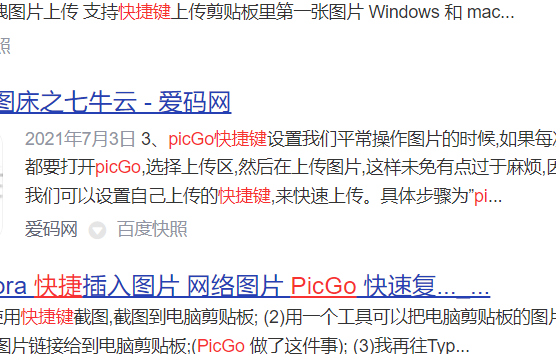 图片上传 支持快捷键上传剪贴板里第一张图片 Windows 和 mac...
照
图床之七牛云 - 爱码网
2021年7月3日 3、picGo快捷键设置我们平常操作图片的时候,如果每
都要打开picGo,选择上传区,然后在上传图片,这样未免有点过于麻烦,因
我们可以设置自己上传的快捷键,来快速上传。具体步骤为”pi...
爱码网 百度快照
ora 快捷插入图片 网络图片 PicGo 快速复..._...
使用快捷键截图,截图到电脑剪贴板; (2)用一个工具可以把电脑剪贴板的图片
图片链接给到电脑剪贴板;(PicGo 做了这件事); (3)我再往Typ...